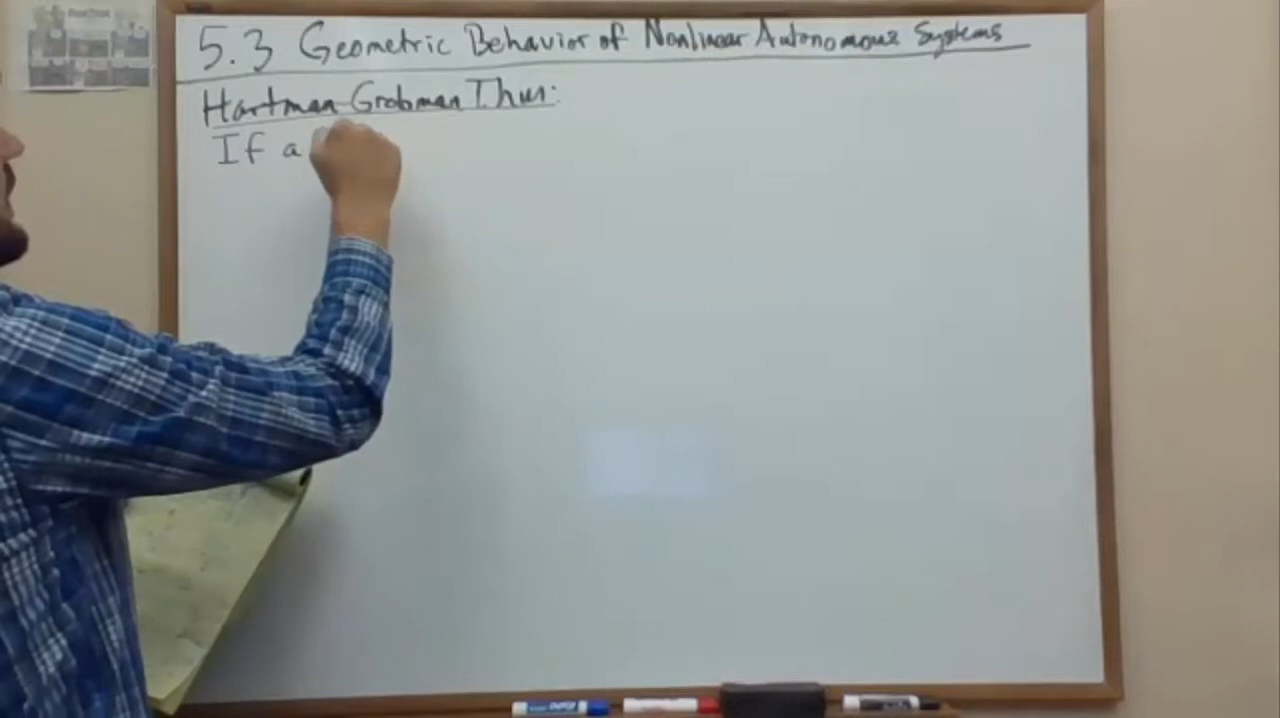 5.3 Geometric Behavior of Nonlinear Autonomous Systems
Hartman-Grobman Thm:
If a